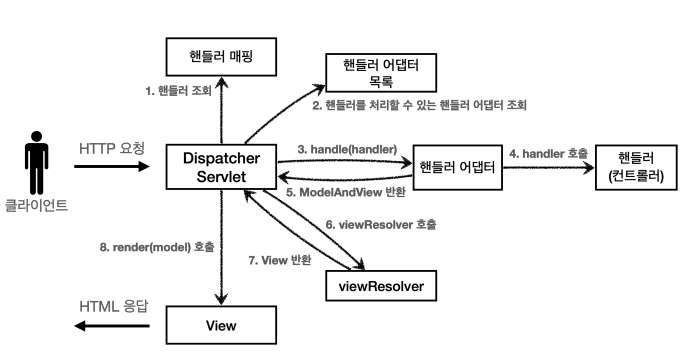 핸들러 매핑
핸들러 어댑터
목록
1. 핸들러 조회
2. 핸들러를 처리할 수 있는 핸들러 어댑터 조회
HTTP 요청
Dispatcher
Servlet
3. handle(handler)
핸들러 어댑터
4. handler 호출
핸들러
(컨트롤러)
5. ModelAndView 반환
클라이언트
6. viewResolver 호출
8. render(model) 호출
7. View 반환
viewResolver
HTML 응답
View